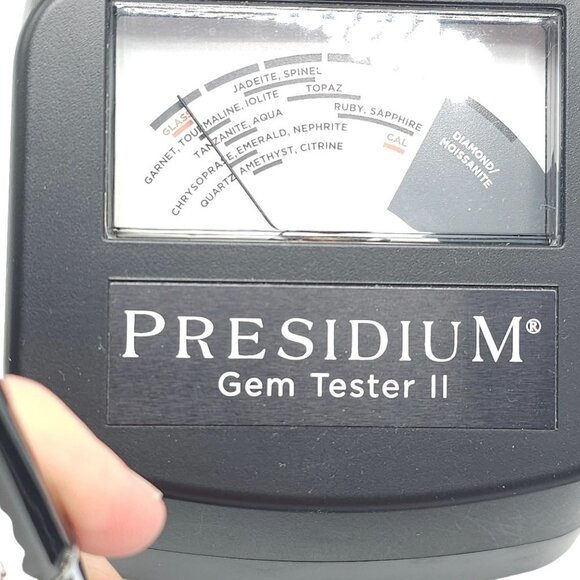 JADEITE, SPINEL
TOPAZ
GLASS
GARNET, TOURMALINE, IOLITE
RUBY, SAPPHIRE
TANZANITE, AQUA
CAL
CHRYSOPRASE, EMERALD, NEPHRITE
QUARTZ, AMETHYST, CITRINE
DIAMOND/
MOISSANITE
PRESIDIUM®
Gem Tester II